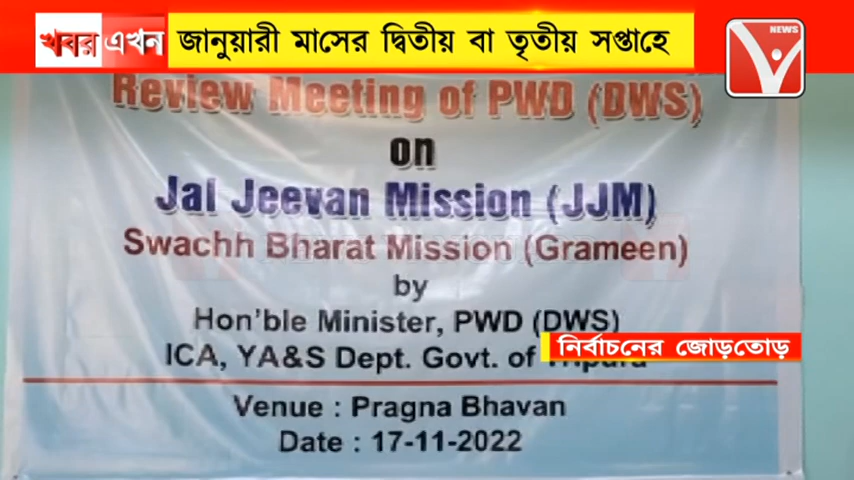 খবর এখন জানুয়ারী মাসের দ্বিতীয় বা তৃতীয় সপ্তাহে
NEWS
Review Meeting of PWD (DWS)
on
Jal Jeevan Mission (JJM)
Swachh Bharat Mission (Grameen)
by
Hon'ble Minister, PWD (DWS)
নির্বাচনের জোড়তোড়
ICA, YA&S Dept. Govt. of
Venue : Pragna Bhavan
Date : 17-11-2022